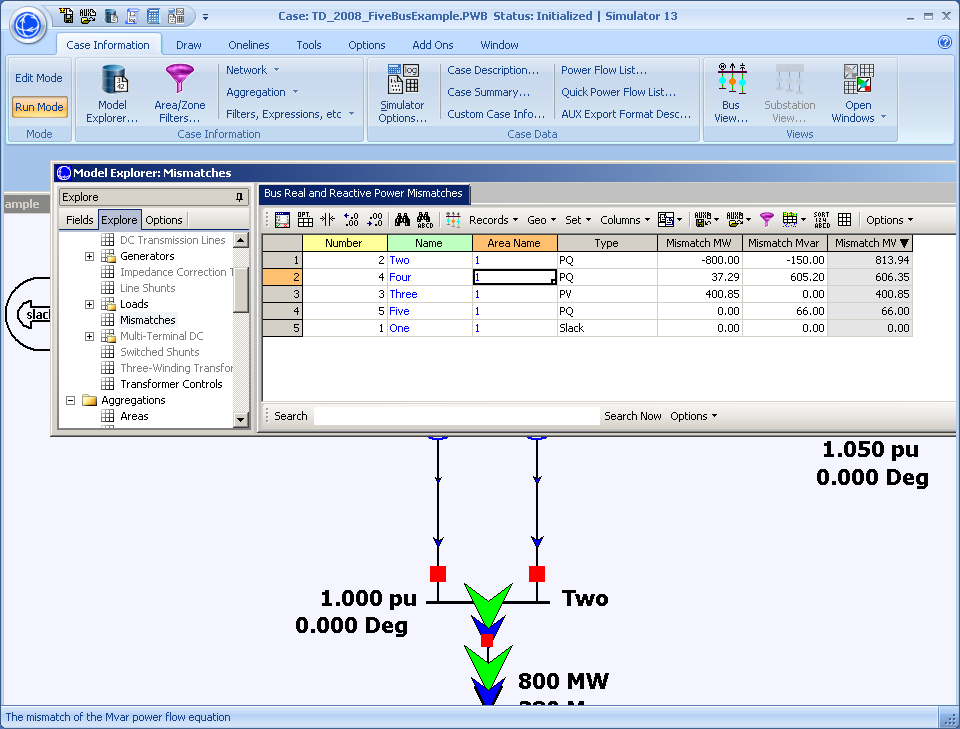 Case: TD_2008_FiveBusExample.PWB Status: Initialized | Simulator 13
Case Information Draw Onelines Tools Options Add Ons Window
Edit Mode
Run Mode
Mode
Model Explorer...
Area/Zone Filters...
Network
Aggregation
Filters, Expressions, etc
Case Information
Simulator Options...
Case Description...
Case Summary...
Custom Case Info...
Power Flow List...
Quick Power Flow List...
AUX Export Format Desc...
Case Data
Bus View...
Substation View...
Open Windows
Views
ample
Model Explorer: Mismatches
Explore
Fields Explore Options
DC Transmission Lines
Generators
Impedance Correction T
Line Shunts
Loads
Mismatches
Multi-Terminal DC
Switched Shunts
Three-Winding Transfor
Transformer Controls
Aggregations
Areas
Bus Real and Reactive Power Mismatches
Records Geo Set Columns Options
Number Name Area Name Type Mismatch MW Mismatch Mvar Mismatch MV
1 2 Two 1 PQ -800.00 -150.00 813.94
2 4 Four 1 PQ 37.29 605.20 606.35
3 3 Three 1 PV 400.85 0.00 400.85
4 5 Five 1 PQ 0.00 66.00 66.00
5 1 One 1 Slack 0.00 0.00 0.00
Search Search Now Options
slack
1.050 pu
0.000 Deg
1.000 pu
0.000 Deg
Two
800 MW
The mismatch of the Mvar power flow equation